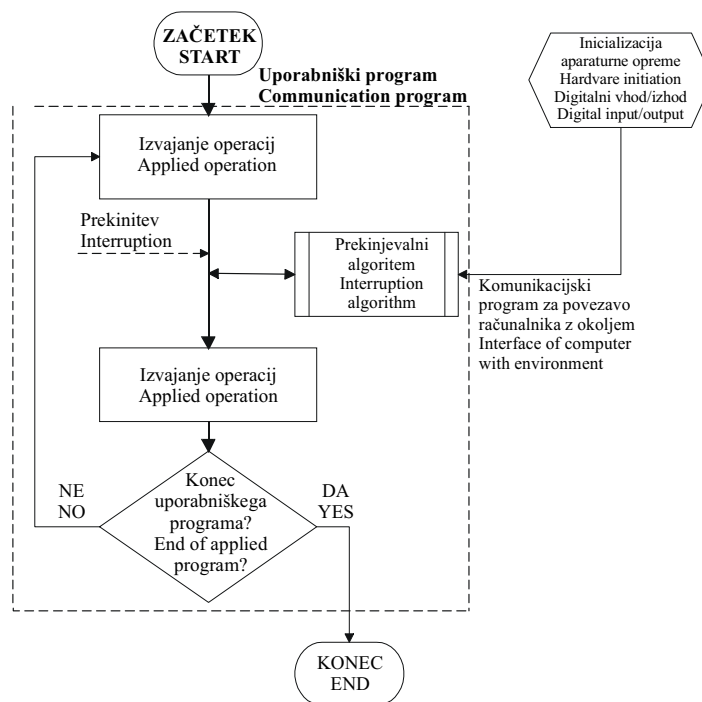 ZAČETEK
START
Uporabniški program
Communication program
Inicializacija
aparaturne opreme
Hardware initiation
Digitalni vhod/izhod
Digital input/output
Izvajanje operacij
Applied operation
Prekinitev
Interruption
Prekinjevalni
algoritem
Interruption
algorithm
Komunikacijski
program za povezavo
računalnika z okoljem
Interface of computer
with environment
Izvajanje operacij
Applied operation
NE
NO
Konec
uporabniškega
programa?
End of applied
program?
DA
YES
KONEC
END